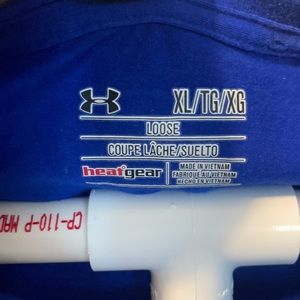 XL/TG/XG
LOOSE
COUPE LÂCHE/SUELTO
heatgear
MADE IN VIETNAM
FABRIQUÉ AU VIETNAM
HECHO EN VIETNAM
CP-110-P